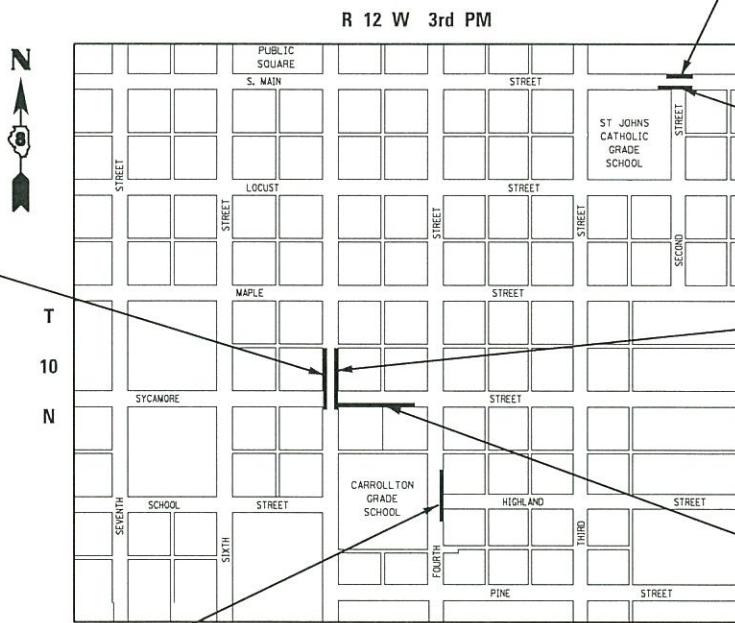 R 12 W 3rd PM
N
8
PUBLIC
SQUARE
S. MAIN STREET
ST JOHNS
CATHOLIC
GRADE
SCHOOL
STREET
STREET
LOCUST STREET
STREET
STREET
STREET
SECOND
MAPLE STREET
T
10
N
SYCAMORE STREET
CARROLLTON
GRADE
SCHOOL
SEVENTH
SCHOOL STREET
HIGHLAND STREET
SIXTH
FOURTH
THIRD
PINE STREET